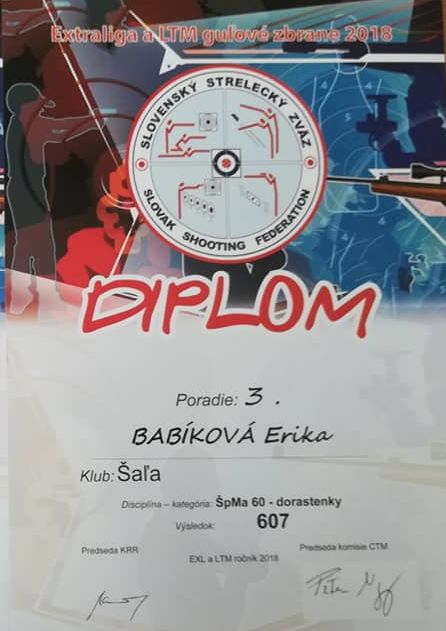 Extraliga a LTM guľové zbrane 2018
SLOVENSKÝ STRELECKÝ ZVÄZ
SLOVAK SHOOTING FEDERATION
DIPLOM
Poradie: 3 .
BABÍKOVÁ Erika
Klub: Šaľa
Disciplína – kategória: ŠpMa 60 - dorastenky
Výsledok: 607
Predseda KRR
EXL a LTM ročník 2018
Predseda komisie CTM